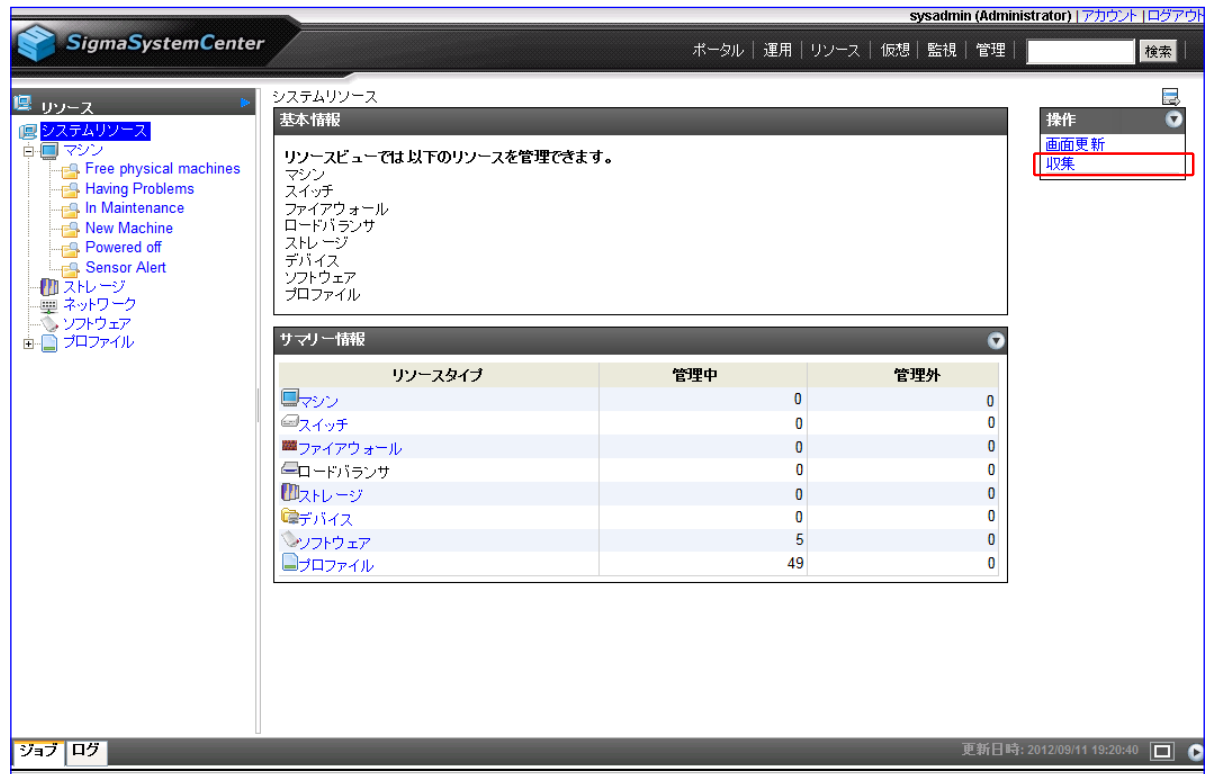 sysadmin (Administrator) | アカウント | ログアウト
SigmaSystemCenter
ポータル | 運用 | リソース | 仮想 | 監視 | 管理 | 検索
リソース
システムリソース
マシン
Free physical machines
Having Problems
In Maintenance
New Machine
Powered off
Sensor Alert
ストレージ
ネットワーク
ソフトウェア
プロファイル
システムリソース
基本情報
リソースビューでは以下のリソースを管理できます。
マシン
スイッチ
ファイアウォール
ロードバランサ
ストレージ
デバイス
ソフトウェア
プロファイル
サマリー情報
リソースタイプ 管理中 管理外
マシン 0 0
スイッチ 0 0
ファイアウォール 0 0
ロードバランサ 0 0
ストレージ 0 0
デバイス 0 0
ソフトウェア 5 0
プロファイル 49 0
操作
画面更新
収集
ジョブ ログ
更新日時: 2012/09/11 19:20:40